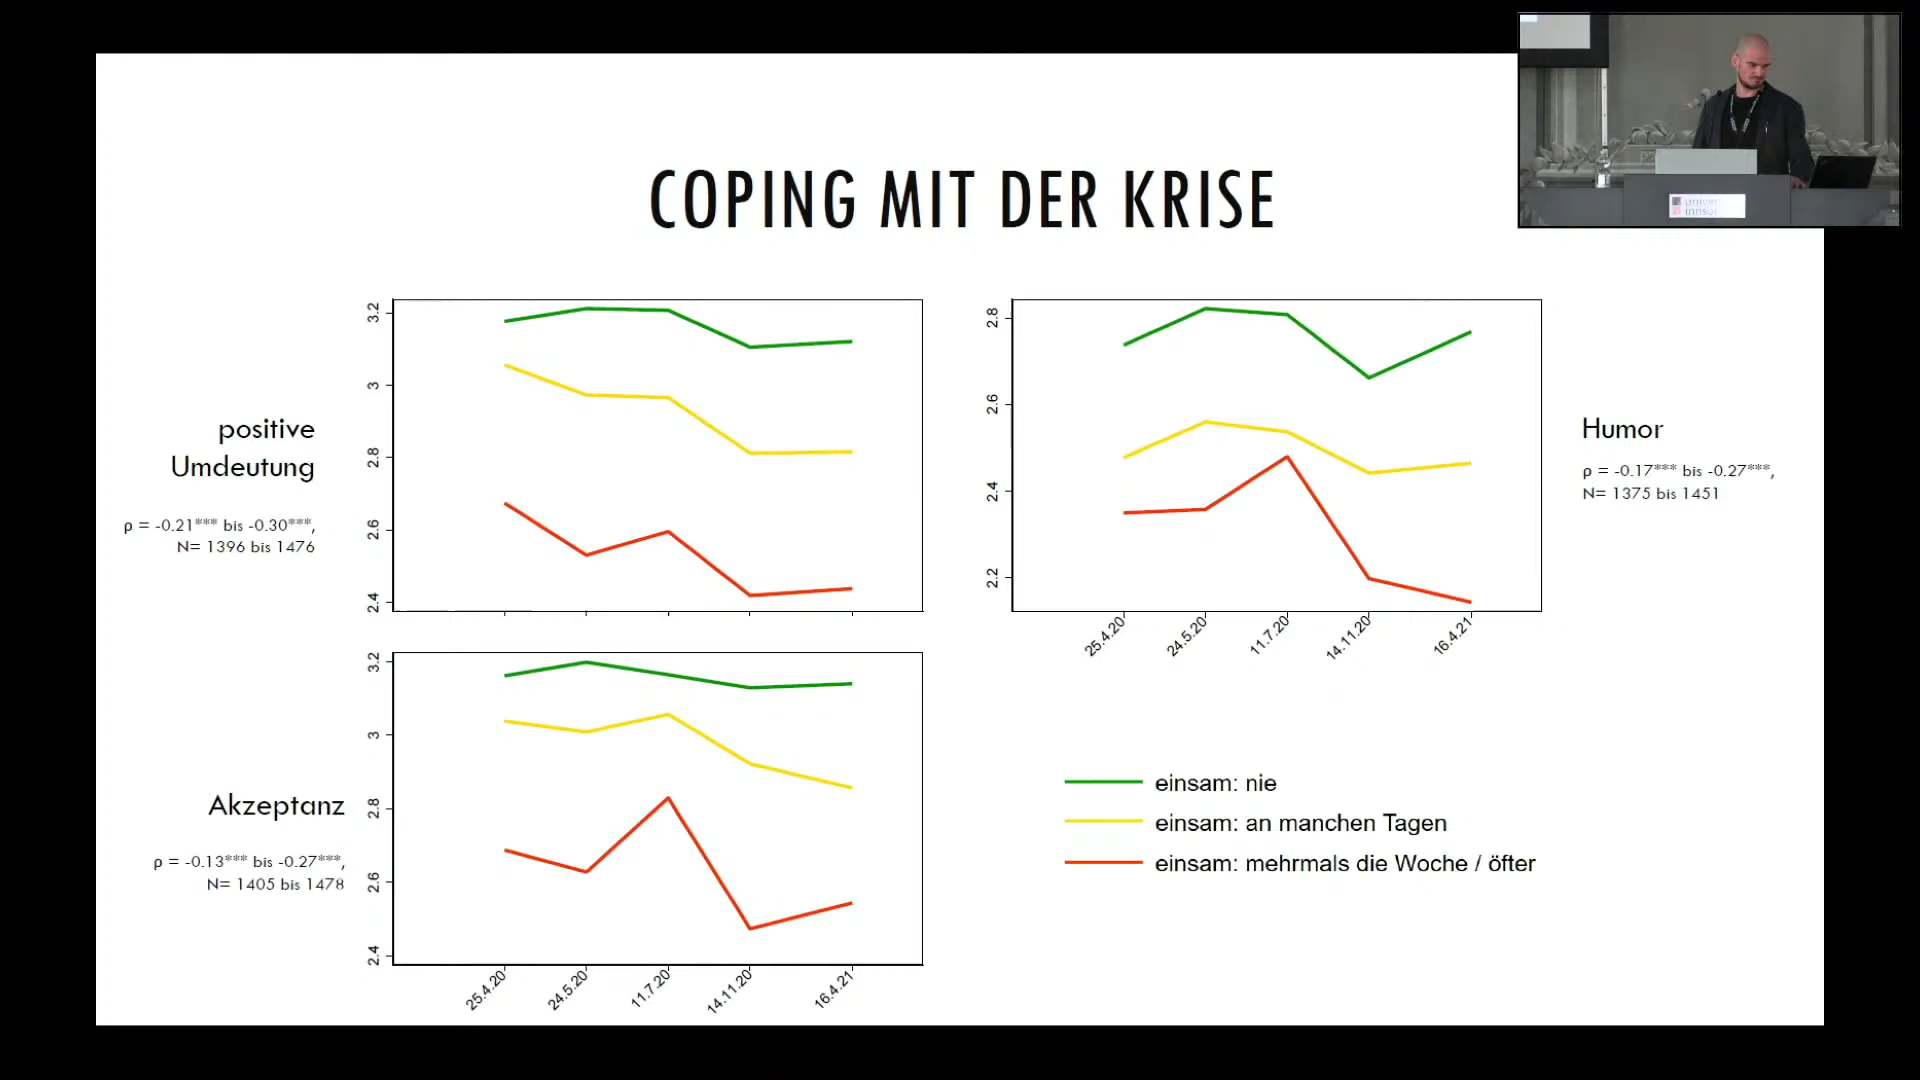 COPING MIT DER KRISE
positive
Umdeutung
ρ = -0.21*** bis -0.30***,
N= 1396 bis 1476
3.2
3
2.8
2.6
2.4
2.8
2.6
2.4
2.2
25.4.20 24.5.20 11.7.20 14.11.20 16.4.21
Humor
ρ = -0.17*** bis -0.27***,
N= 1375 bis 1451
Akzeptanz
ρ = -0.13*** bis -0.27***,
N= 1405 bis 1478
3.2
3
2.8
2.6
2.4
25.4.20 24.5.20 11.7.20 14.11.20 16.4.21
einsam: nie
einsam: an manchen Tagen
einsam: mehrmals die Woche / öfter